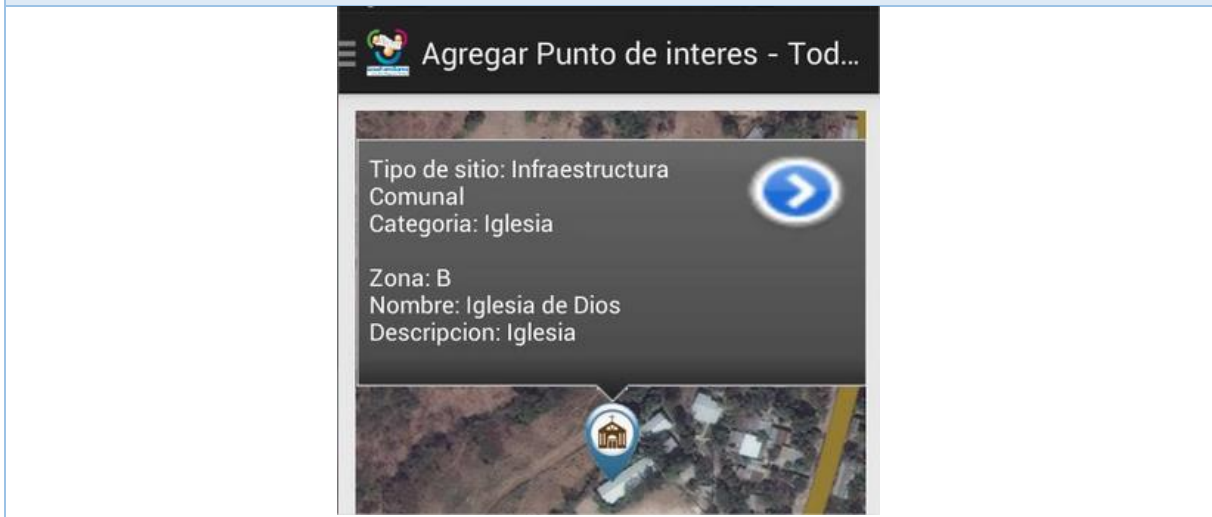 Agregar Punto de interes - Tod...
Tipo de sitio: Infraestructura
Comunal
Categoria: Iglesia
Zona: B
Nombre: Iglesia de Dios
Descripcion: Iglesia